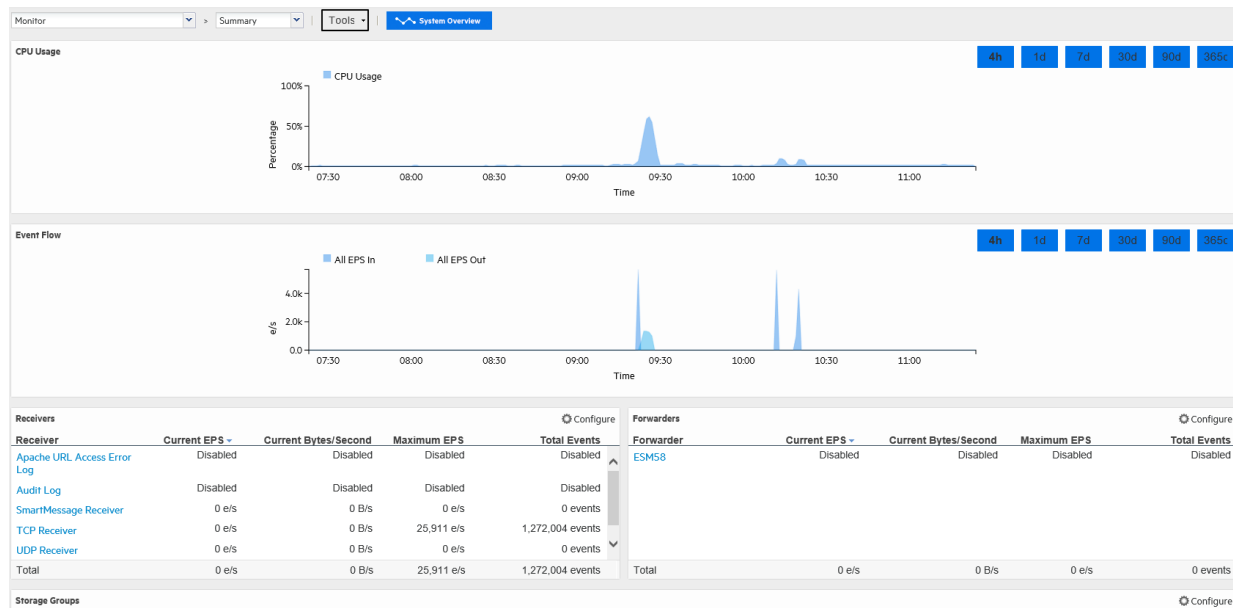 Monitor > Summary | Tools | System Overview
CPU Usage
4h 1d 7d 30d 90d 365c
CPU Usage
100%
50%
0%
Percentage
07:30 08:00 08:30 09:00 09:30 10:00 10:30 11:00
Time
Event Flow
4h 1d 7d 30d 90d 365c
All EPS In All EPS Out
4.0k
2.0k
0.0
e/s
07:30 08:00 08:30 09:00 09:30 10:00 10:30 11:00
Time
Receivers Configure
Receiver Current EPS Current Bytes/Second Maximum EPS Total Events
Apache URL Access Error Disabled Disabled Disabled Disabled
Log
Audit Log Disabled Disabled Disabled Disabled
SmartMessage Receiver 0 e/s 0 B/s 0 e/s 0 events
TCP Receiver 0 e/s 0 B/s 25,911 e/s 1,272,004 events
UDP Receiver 0 e/s 0 B/s 0 e/s 0 events
Total 0 e/s 0 B/s 25,911 e/s 1,272,004 events
Forwarders Configure
Forwarder Current EPS Current Bytes/Second Maximum EPS Total Events
ESM58 Disabled Disabled Disabled Disabled
Total 0 e/s 0 B/s 0 e/s 0 events
Storage Groups Configure